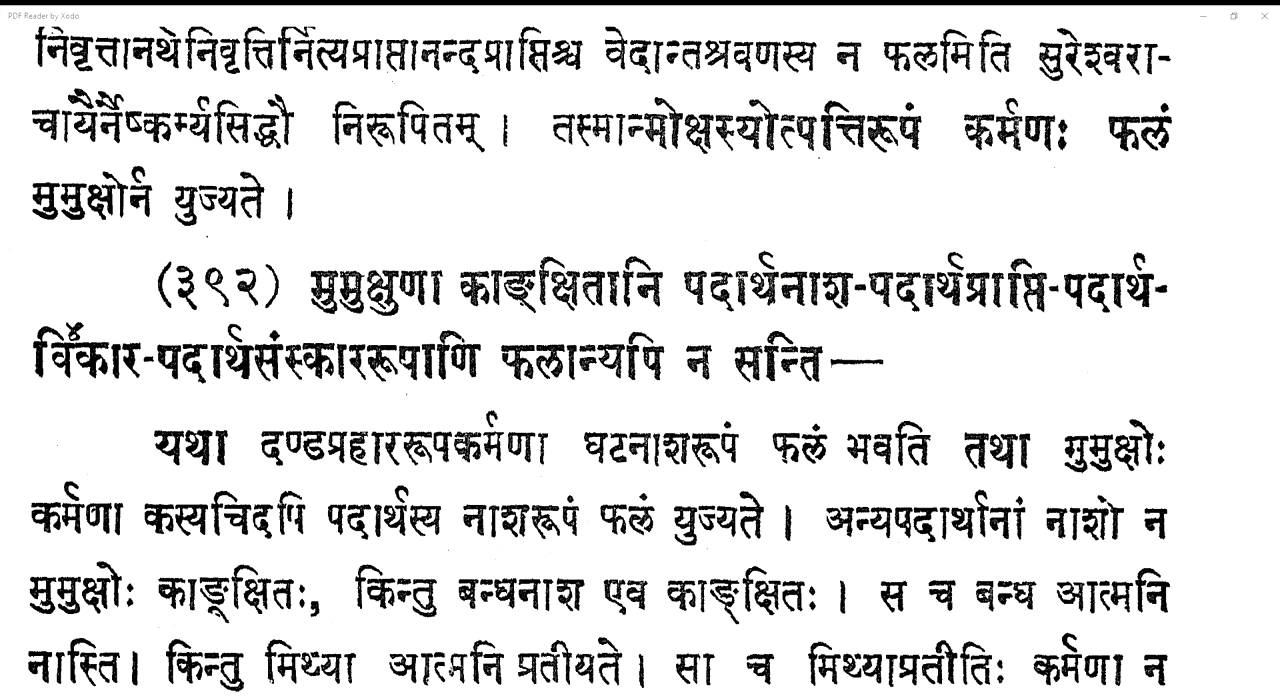 PDF Reader by Xodo
निवृत्तानर्थनिवृत्तिर्नित्यप्राप्तानन्दप्राप्तिश्च वेदान्तश्रवणस्य न फलमिति सुरेश्वरा-
चार्यैर्नैष्कर्म्यसिद्धौ निरूपितम् । तस्मान्मोक्षस्योत्पत्तिरूपं कर्मणः फलं
मुमुक्षोर्न युज्यते ।
(३९२) मुमुक्षुणा काङ्क्षितानि पदार्थनाश-पदार्थप्राप्ति-पदार्थ-
विकार-पदार्थसंस्काररूपाणि फलान्यपि न सन्ति—
यथा दण्डप्रहाररूपकर्मणा घटनाशरूपं फलं भवति तथा मुमुक्षोः
कर्मणा कस्यचिदपि पदार्थस्य नाशरूपं फलं युज्यते । अन्यपदार्थानां नाशो न
मुमुक्षोः काङ्क्षितः, किन्तु बन्धनाश एव काङ्क्षितः । स च बन्ध आत्मनि
नास्ति । किन्तु मिथ्या आत्मनि प्रतीयते । सा च मिथ्याप्रतीतिः कर्मणा न